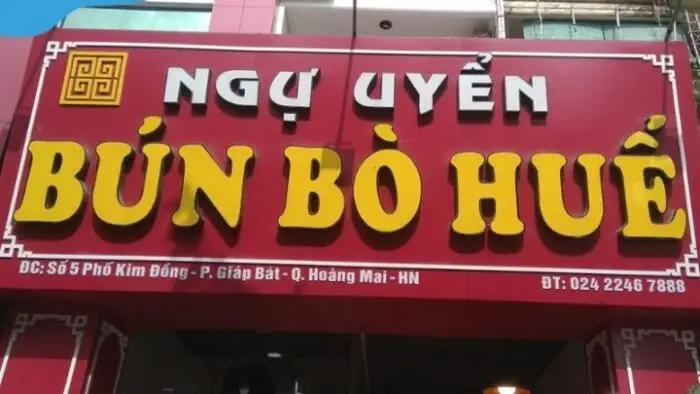 NGỰ UYỂN
BÚN BÒ HUẾ
ĐC: Số 5 Phố Kim Đồng - P. Giáp Bát - Q. Hoàng Mai - HN ĐT: 024 2246 7888